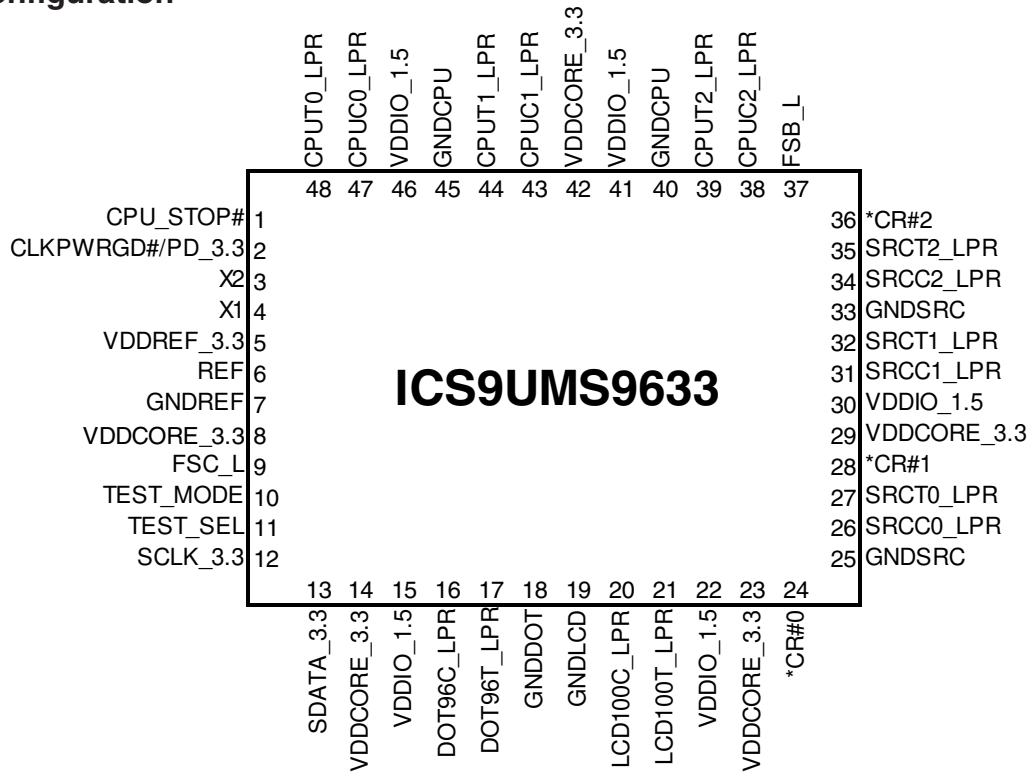 CPUT0_LPR
CPUC0_LPR
VDDIO_1.5
GNDCPU
CPUT1_LPR
CPUC1_LPR
VDDCORE_3.3
VDDIO_1.5
GNDCPU
CPUT2_LPR
CPUC2_LPR
FSB_L
48 47 46 45 44 43 42 41 40 39 38 37
CPU_STOP# 1
CLKPWRGD#/PD_3.3 2
X2 3
X1 4
VDDREF_3.3 5
REF 6
GNDREF 7
VDDCORE_3.3 8
FSC_L 9
TEST_MODE 10
TEST_SEL 11
SCLK_3.3 12
ICS9UMS9633
36 *CR#2
35 SRCT2_LPR
34 SRCC2_LPR
33 GNDSRC
32 SRCT1_LPR
31 SRCC1_LPR
30 VDDIO_1.5
29 VDDCORE_3.3
28 *CR#1
27 SRCT0_LPR
26 SRCC0_LPR
25 GNDSRC
13 14 15 16 17 18 19 20 21 22 23 24
SDATA_3.3
VDDCORE_3.3
VDDIO_1.5
DOT96C_LPR
DOT96T_LPR
GNDDOT
GNDLCD
LCD100C_LPR
LCD100T_LPR
VDDIO_1.5
VDDCORE_3.3
*CR#0